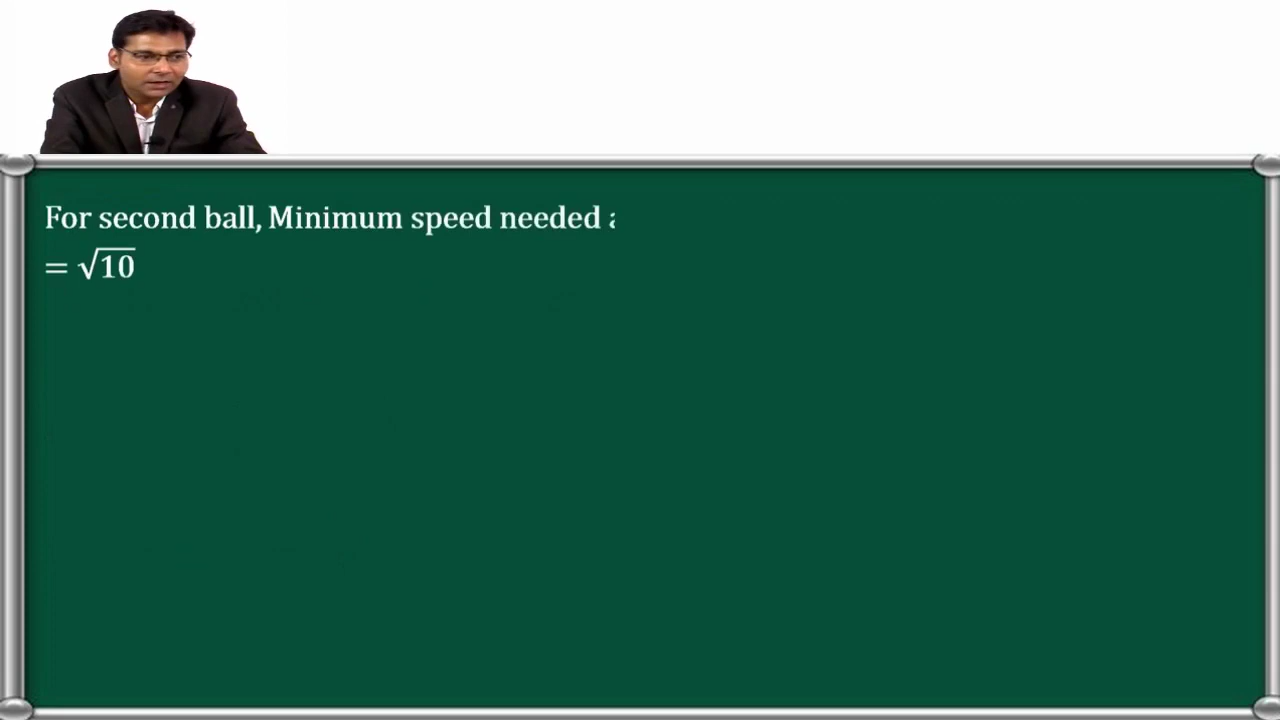 For second ball, Minimum speed needed
= √10